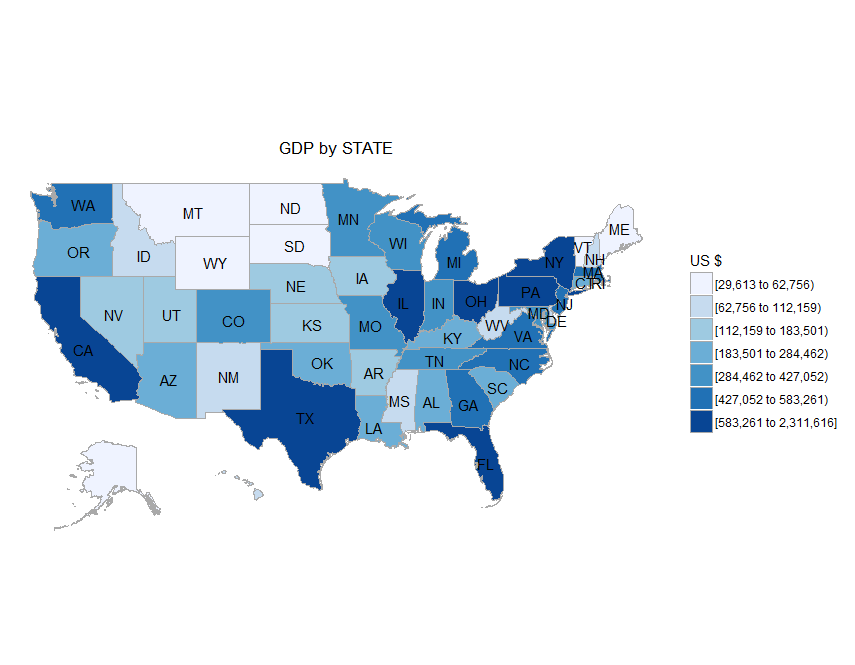 GDP by STATE
WA
MT
ND
MN
ME
VT
NH
OR
ID
SD
WI
MI
NY
MA
CT
RI
WY
IA
NE
PA
NJ
NV
UT
CO
IL
IN
OH
MD
DE
CA
KS
MO
KY
WV
VA
AZ
NM
OK
AR
TN
NC
MS
AL
GA
SC
TX
LA
FL
US $
[29,613 to 62,756)
[62,756 to 112,159)
[112,159 to 183,501)
[183,501 to 284,462)
[284,462 to 427,052)
[427,052 to 583,261)
[583,261 to 2,311,616]